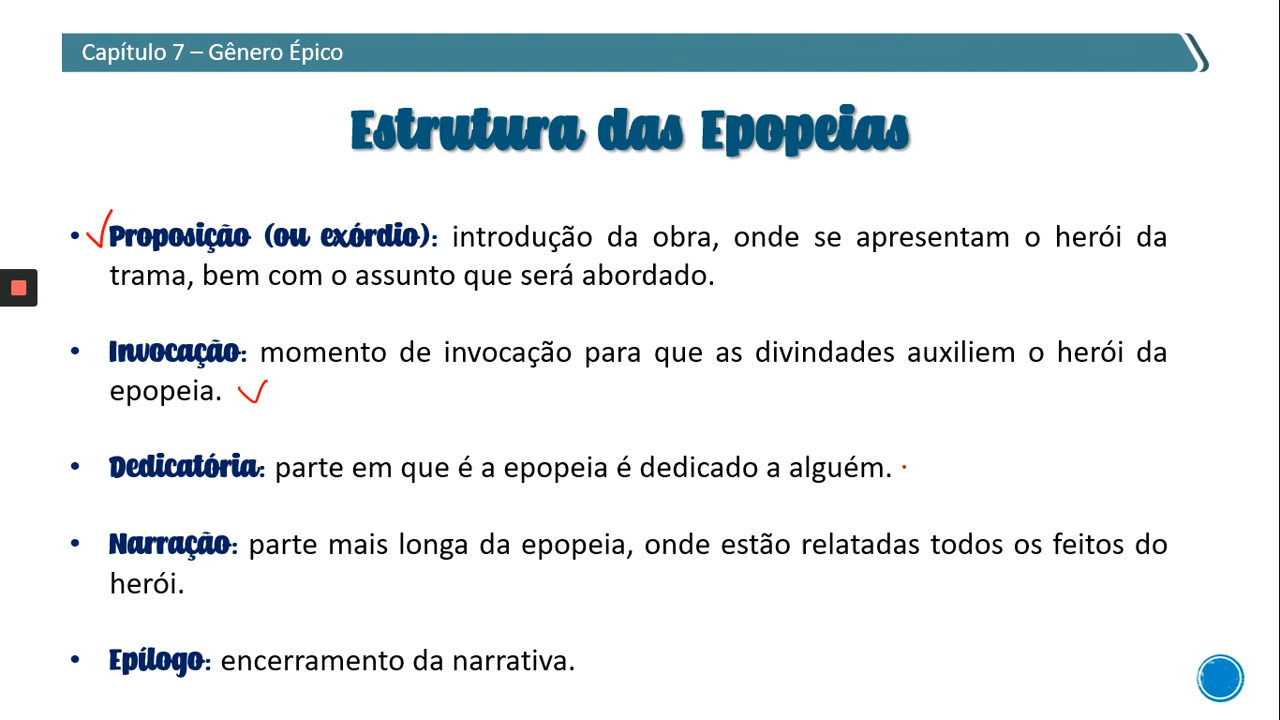 Capítulo 7 – Gênero Épico
Estrutura das Epopeias
• Proposição (ou exórdio): introdução da obra, onde se apresentam o herói da
trama, bem com o assunto que será abordado.
• Invocação: momento de invocação para que as divindades auxiliem o herói da
epopeia.
• Dedicatória: parte em que é a epopeia é dedicado a alguém.
• Narração: parte mais longa da epopeia, onde estão relatadas todos os feitos do
herói.
• Epílogo: encerramento da narrativa.